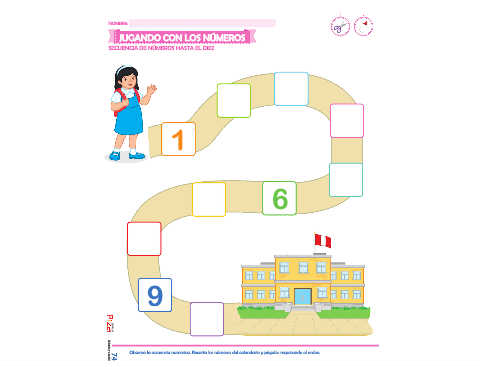 NOMBRE:
JUGANDO CON LOS NÚMEROS
SECUENCIA DE NÚMEROS HASTA EL DIEZ
1
6
9
74
Observa la secuencia numérica. Recorta los números del calendario y pégalos respetando el orden.